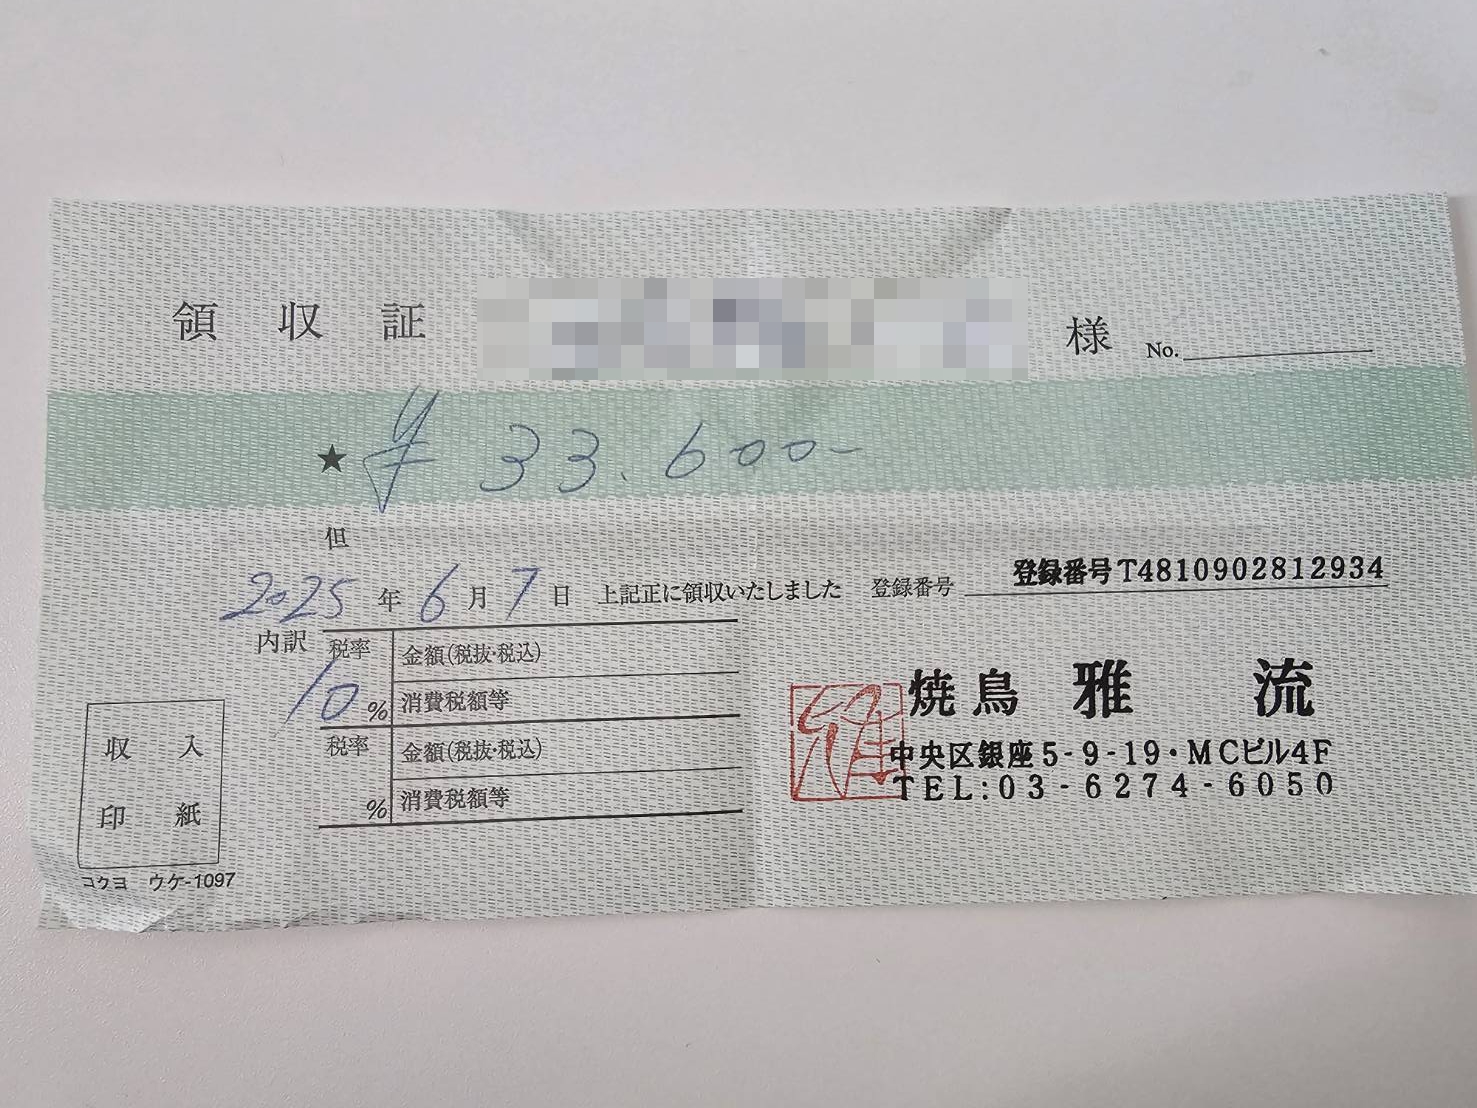 領収証 様 No.
★ ¥33.600-
但
2025年6月7日 上記正に領収いたしました 登録番号 登録番号T4810902812934
内訳 税率 金額(税抜・税込)
10% 消費税額等
税率 金額(税抜・税込)
% 消費税額等
収入
印紙
コクヨ ウケ-1097
焼鳥 雅流
雅
中央区銀座5-9-19・MCビル4F
TEL:03-6274-6050